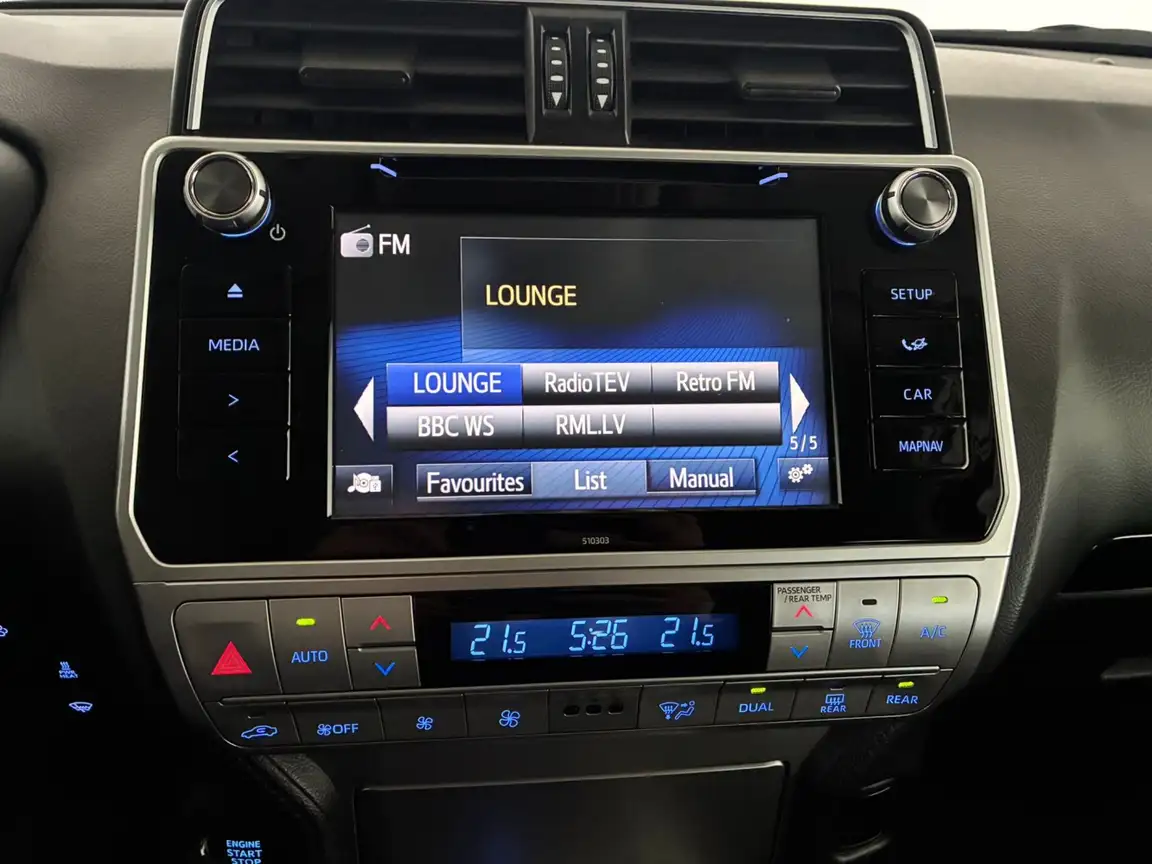 FM
LOUNGE
LOUNGE RadioTEV Retro FM
BBC WS RML.LV
5/5
Favourites List Manual
MEDIA
>
<
SETUP
CAR
MAPNAV
510303
PASSENGER
/ REAR TEMP
AUTO
21.5 5:26 21.5
FRONT
A/C
OFF
DUAL
REAR
REAR
PWR
HEAT
ENGINE
START
STOP